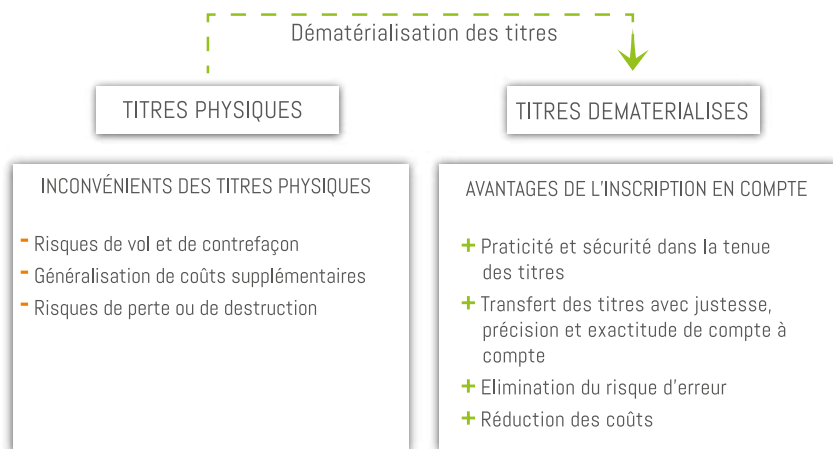 Dématérialisation des titres
TITRES PHYSIQUES
TITRES DEMATERIALISES
INCONVÉNIENTS DES TITRES PHYSIQUES
- Risques de vol et de contrefaçon
- Généralisation de coûts supplémentaires
- Risques de perte ou de destruction
AVANTAGES DE L'INSCRIPTION EN COMPTE
+ Praticité et sécurité dans la tenue
des titres
+ Transfert des titres avec justesse,
précision et exactitude de compte à
compte
+ Elimination du risque d'erreur
+ Réduction des coûts